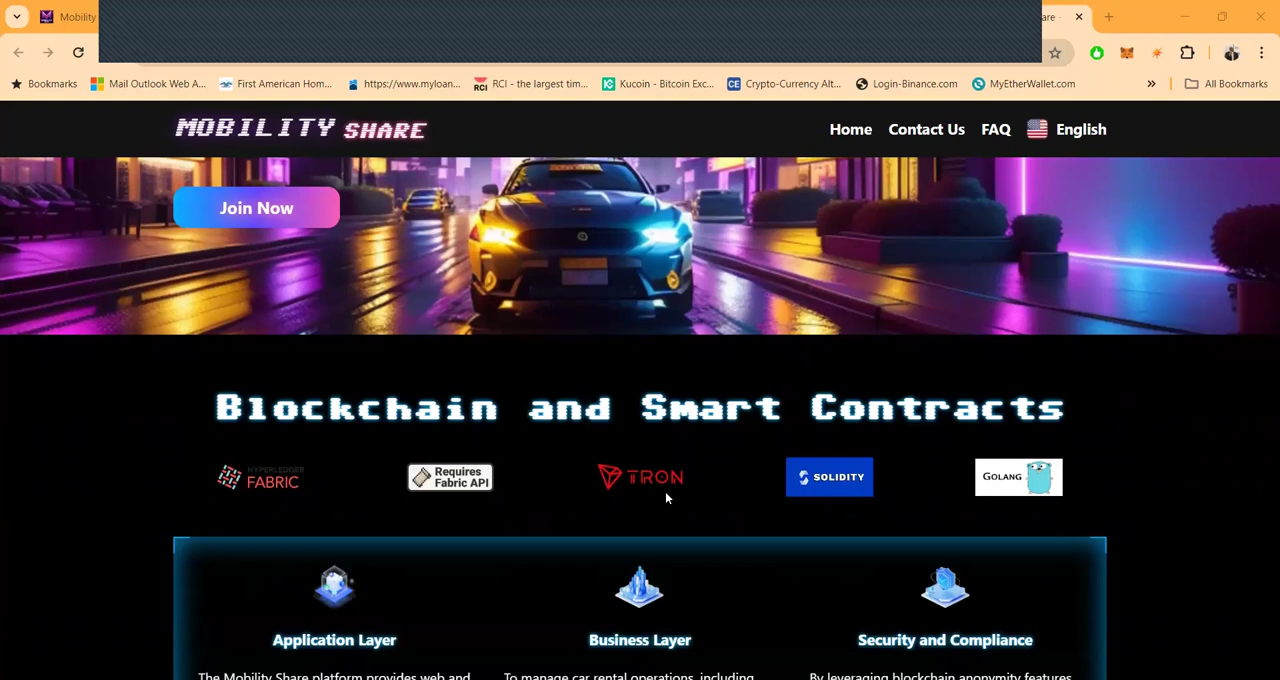 Mobility
are
Bookmarks
Mail Outlook Web A...
First American Hom...
https://www.myloan...
RCI - the largest tim...
Kucoin - Bitcoin Exc...
Crypto-Currency Alt...
Login-Binance.com
MyEtherWallet.com
»
All Bookmarks
MOBILITY SHARE
Home
Contact Us
FAQ
English
Join Now
Blockchain and Smart Contracts
HYPERLEDGER
FABRIC
Requires
Fabric API
TRON
SOLIDITY
GOLANG
Application Layer
Business Layer
Security and Compliance
The Mobility Share platform provides web and
To manage car rental operations, including
By leveraging blockchain anonymity features